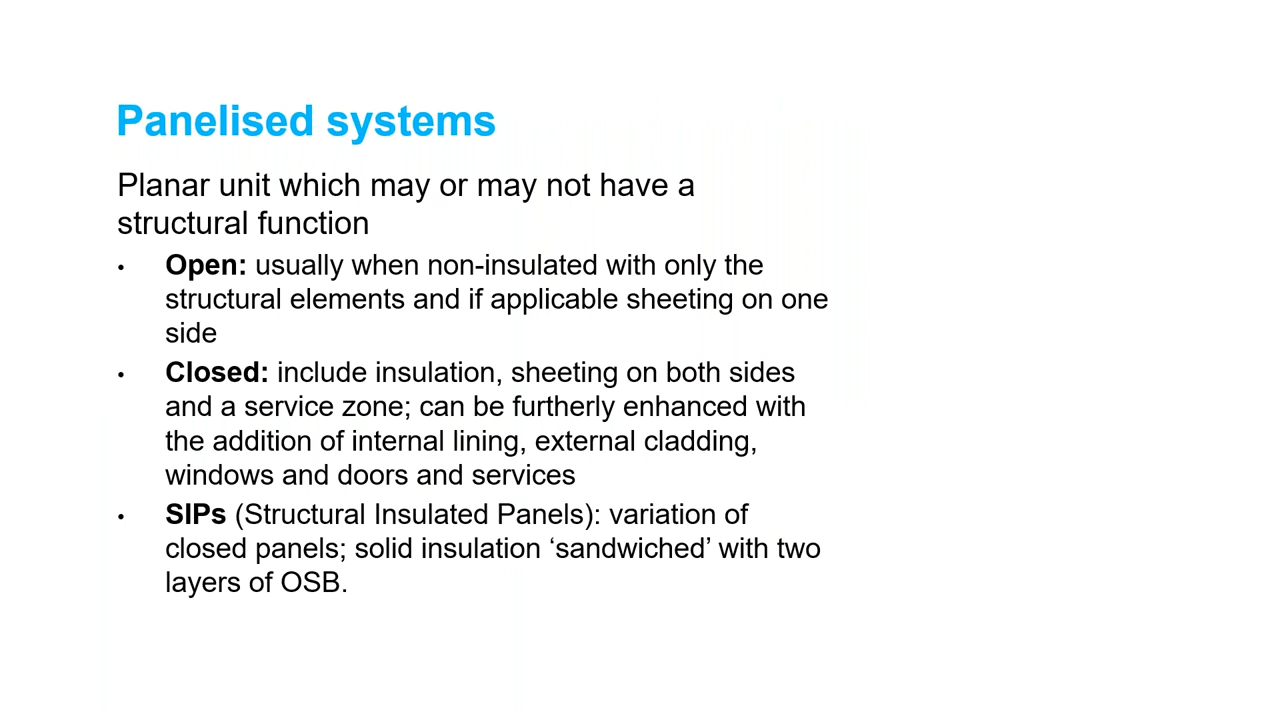 Panelised systems
Planar unit which may or may not have a
structural function
• Open: usually when non-insulated with only the
structural elements and if applicable sheeting on one
side
• Closed: include insulation, sheeting on both sides
and a service zone; can be furtherly enhanced with
the addition of internal lining, external cladding,
windows and doors and services
• SIPs (Structural Insulated Panels): variation of
closed panels; solid insulation ‘sandwiched’ with two
layers of OSB.